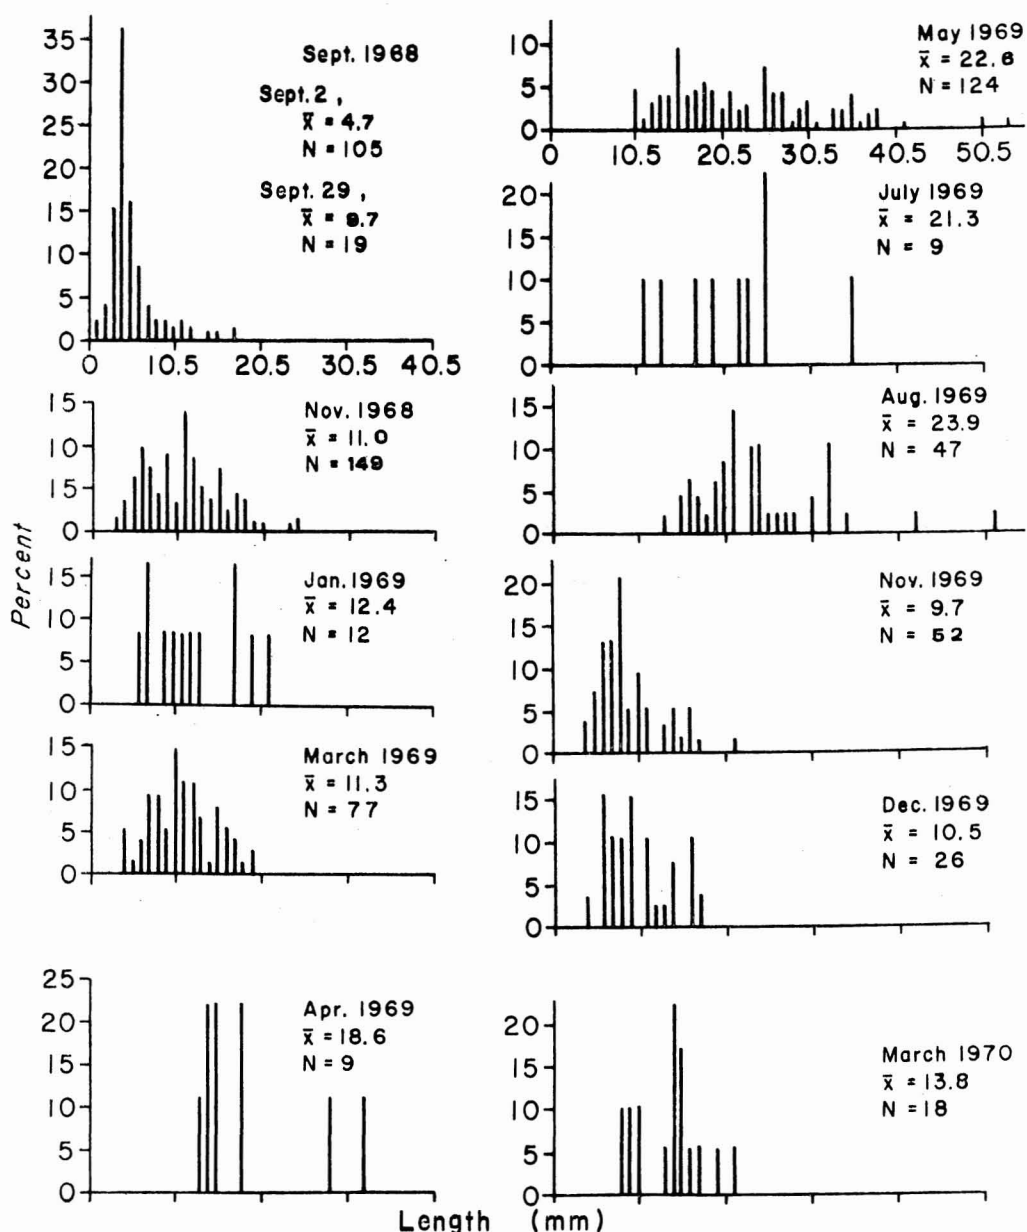 35
30
25
20
15
10
5
0
0 10.5 20.5 30.5 40.5
Sept. 1968
Sept. 2 ,
x̄ = 4.7
N = 105
Sept. 29 ,
x̄ = 9.7
N = 19
15
10
15
10
5
0
Nov. 1968
x̄ = 11.0
N = 149
Percent
15
10
5
0
Jan. 1969
x̄ = 12.4
N = 12
15
10
5
0
March 1969
x̄ = 11.3
N = 77
25
20
15
10
5
0
Apr. 1969
x̄ = 18.6
N = 9
10
5
0
0 10.5 20.5 30.5 40.5 50.5
May 1969
x̄ = 22.6
N = 124
20
15
10
5
0
July 1969
x̄ = 21.3
N = 9
15
10
5
0
Aug. 1969
x̄ = 23.9
N = 47
20
15
10
5
0
Nov. 1969
x̄ = 9.7
N = 52
15
10
5
0
Dec. 1969
x̄ = 10.5
N = 26
20
15
10
5
0
March 1970
x̄ = 13.8
N = 18
Length (mm)